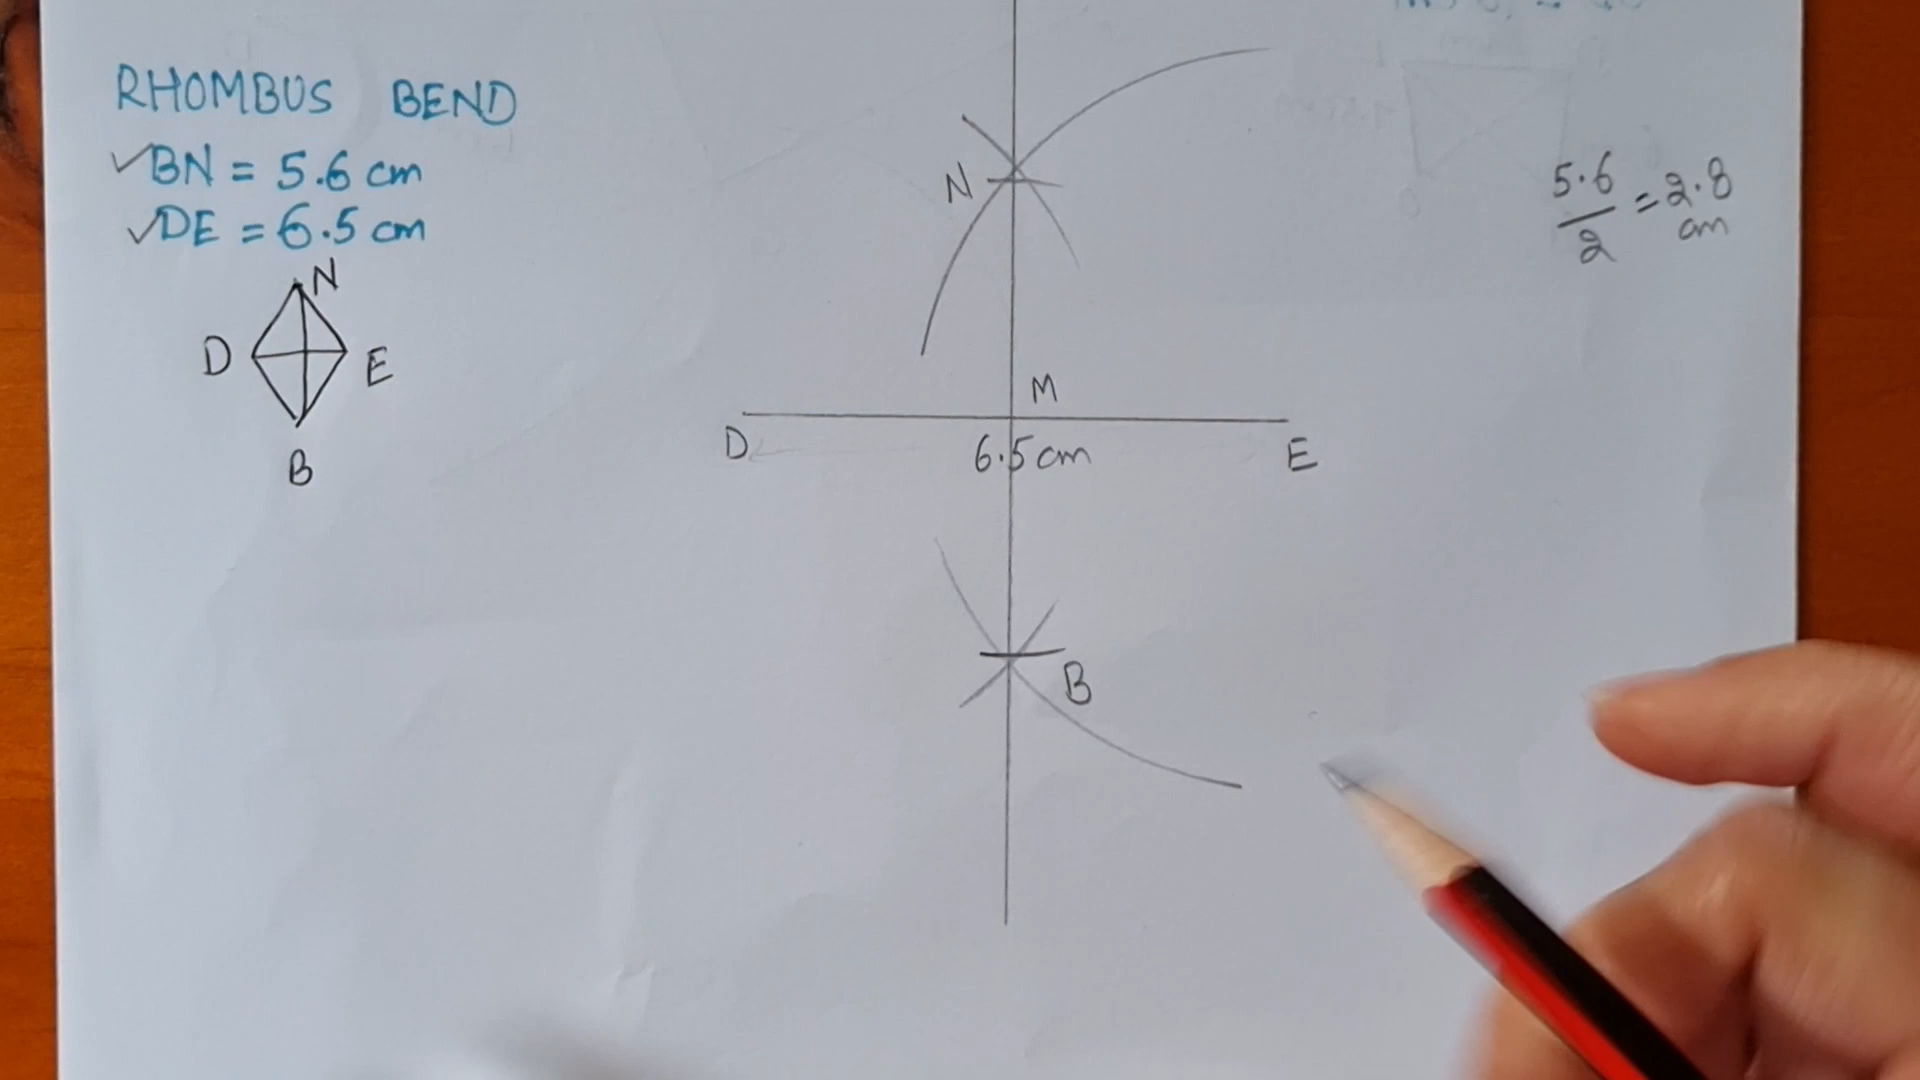 RHOMBUS BEND
✓BN = 5.6 cm
✓DE = 6.5 cm
N
D
E
B
N
M
D
6.5 cm
E
B
5.6/2 = 2.8
cm